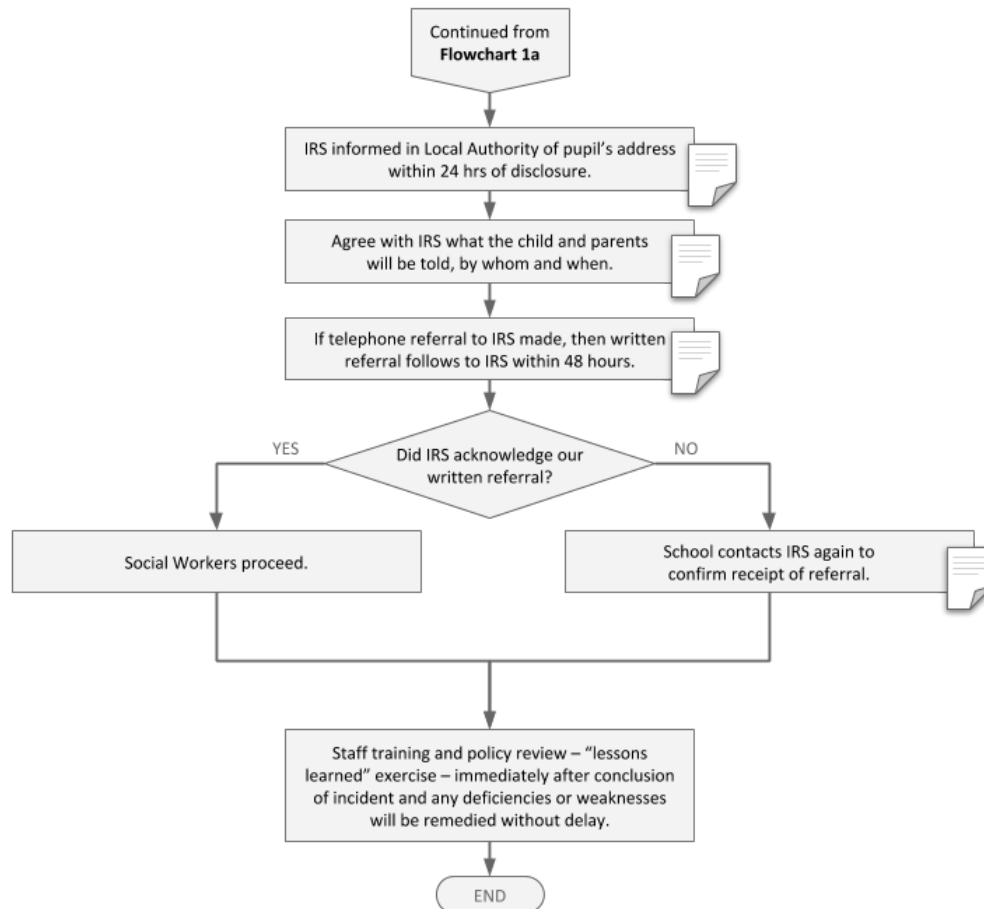 Continued from
Flowchart 1a
IRS informed in Local Authority of pupil’s address
within 24 hrs of disclosure.
Agree with IRS what the child and parents
will be told, by whom and when.
If telephone referral to IRS made, then written
referral follows to IRS within 48 hours.
YES
Did IRS acknowledge our
written referral?
NO
Social Workers proceed.
School contacts IRS again to
confirm receipt of referral.
Staff training and policy review – “lessons
learned” exercise – immediately after conclusion
of incident and any deficiencies or weaknesses
will be remedied without delay.
END